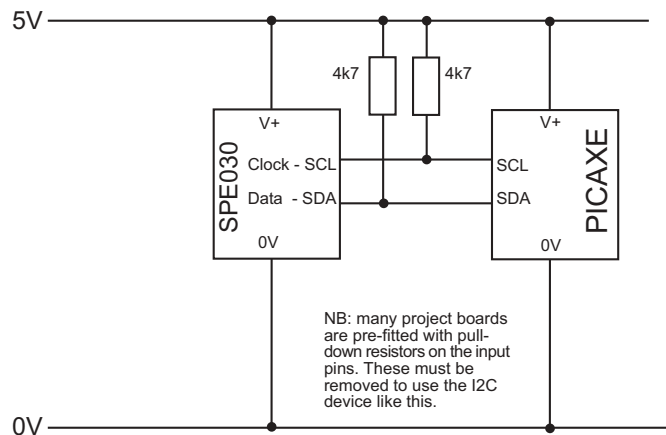 5V
4k7
4k7
V+
V+
SPE030
Clock - SCL
SCL
Data - SDA
SDA
PICAXE
0V
0V
NB: many project boards
are pre-fitted with pull-
down resistors on the input
pins. These must be
removed to use the I2C
device like this.
0V